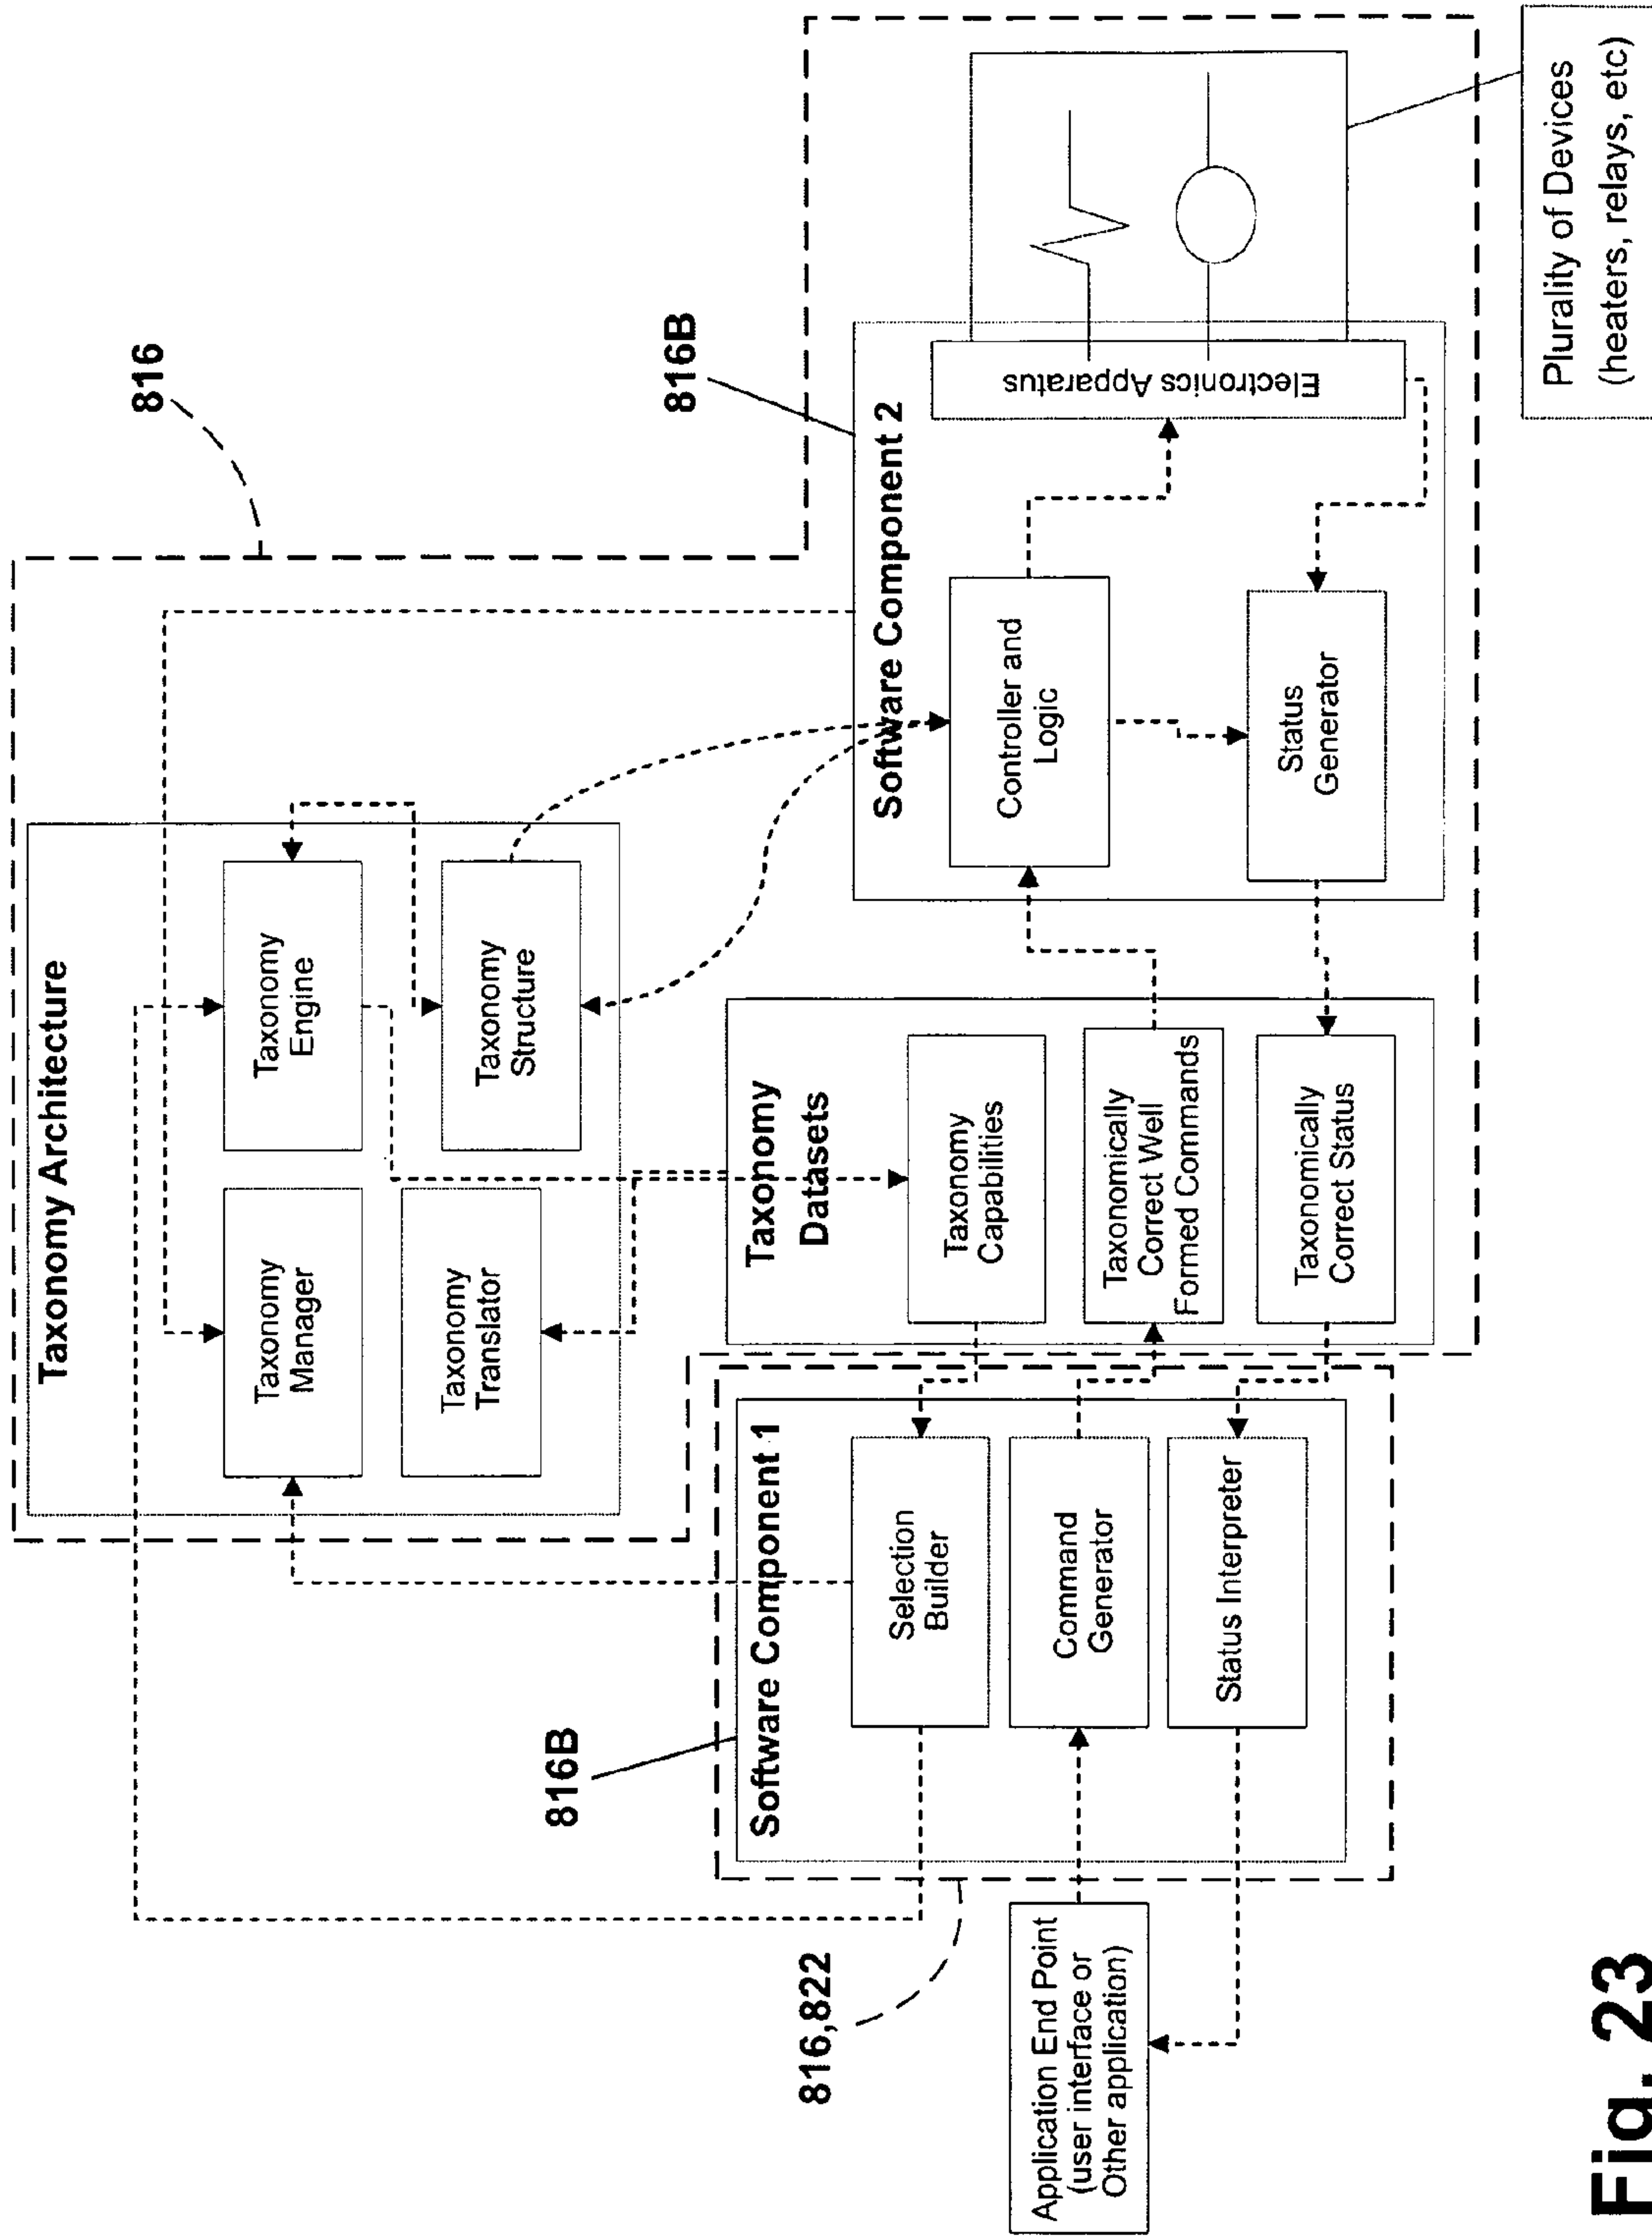 816
Taxonomy Architecture
Taxonomy
Manager
Taxonomy
Engine
Taxonomy
Translator
Taxonomy
Structure
816B
Software Component 1
Selection
Builder
Command
Generator
Status Interpreter
816,822
Application End Point
(user interface or
Other application)
Taxonomy
Datasets
Taxonomy
Capabilities
Taxonomically
Correct Well
Formed Commands
Taxonomically
Correct Status
816B
Software Component 2
Controller and
Logic
Status
Generator
Electronics Apparatus
Plurality of Devices
(heaters, relays, etc)
Fig. 23